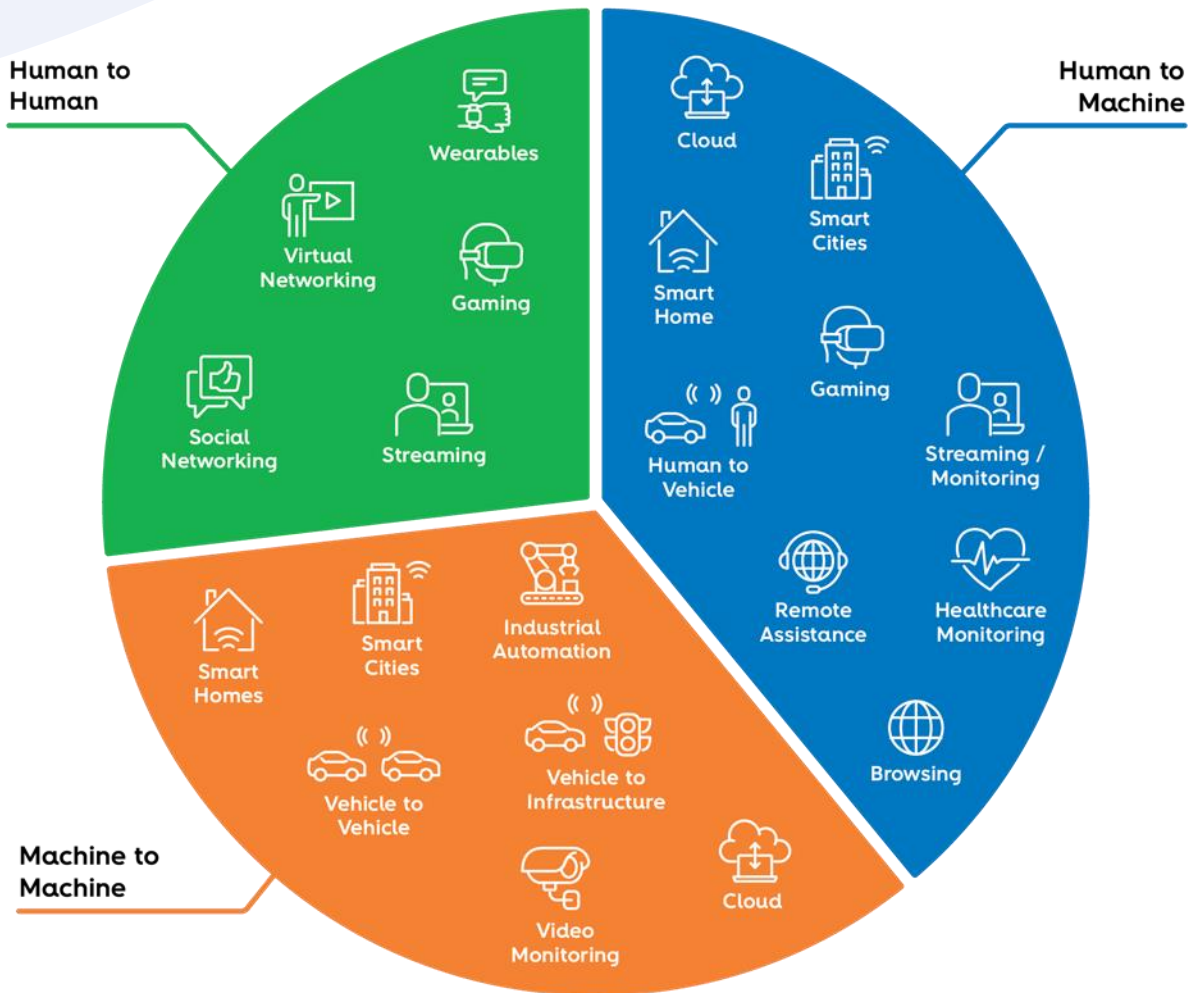 Human to
Human
Wearables
Virtual
Networking
Gaming
Social
Networking
Streaming
Human to
Machine
Cloud
Smart
Cities
Smart
Home
Gaming
Human to
Vehicle
Streaming /
Monitoring
Remote
Assistance
Healthcare
Monitoring
Browsing
Machine to
Machine
Smart
Homes
Smart
Cities
Industrial
Automation
Vehicle to
Vehicle
Vehicle to
Infrastructure
Video
Monitoring
Cloud